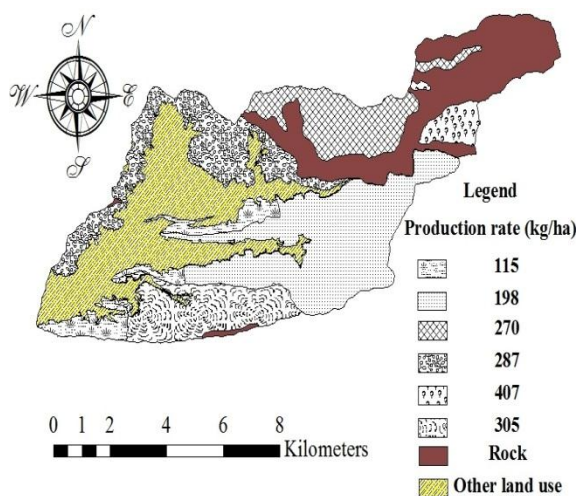 N
W E
S
Legend
Production rate (kg/ha)
115
198
270
287
407
305
Rock
Other land use
0 1 2 4 6 8
Kilometers